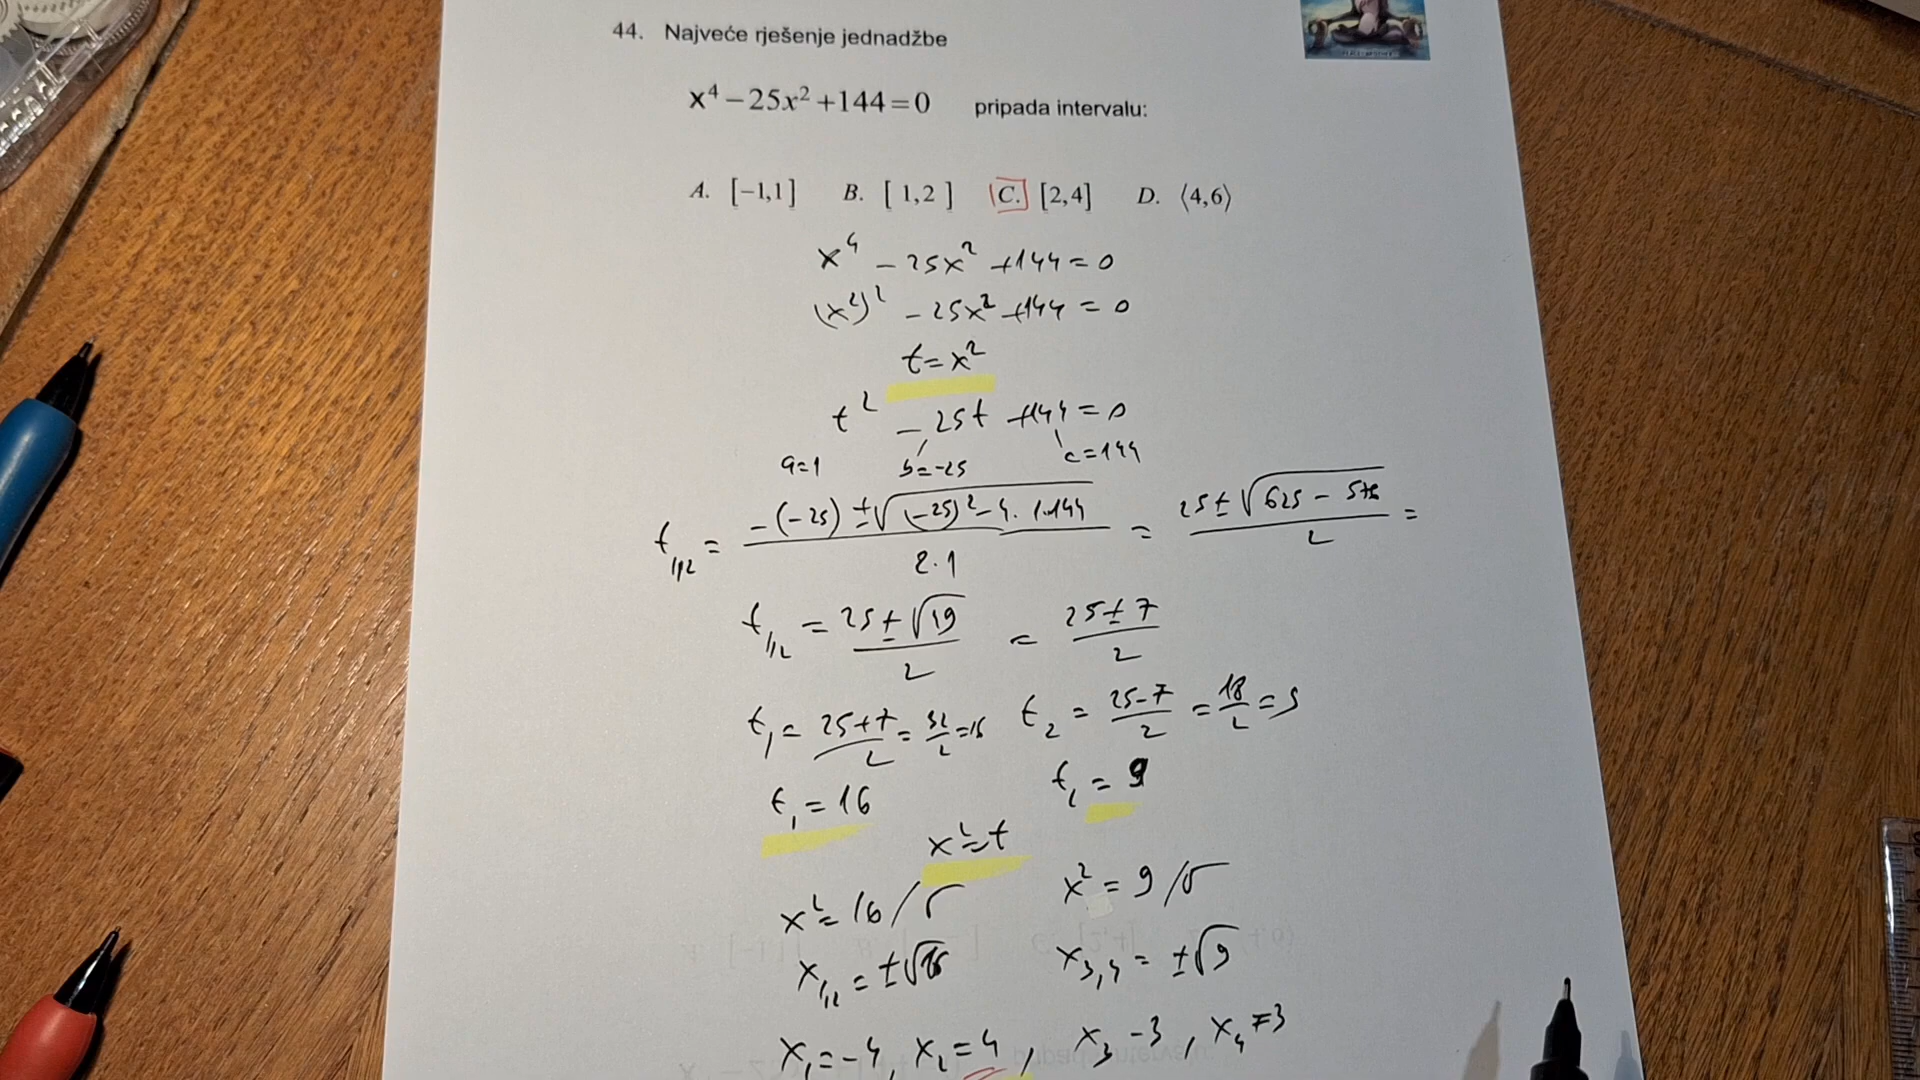 44. Najveće rješenje jednadžbe
x⁴ − 25x² + 144 = 0 pripada intervalu:
A. [−1,1] B. [ 1,2 ] C. [2,4] D. ⟨4,6⟩
x⁴ − 25x² + 144 = 0
(x²)² − 25x² + 144 = 0
t = x²
t² − 25t + 144 = 0
a=1 b=-25 c=144
t₁,₂ = (−(−25) ± √((−25)² − 4·1·144)) / (2·1) = (25 ± √(625 − 576)) / 2 =
t₁,₂ = (25 ± √49) / 2 = (25 ± 7) / 2
t₁ = (25+7)/2 = 32/2 = 16 t₂ = (25−7)/2 = 18/2 = 9
t₁ = 16 t₁ = 9
x² = t
x² = 16 /√ x² = 9 /√
x₁,₂ = ±√16 x₃,₄ = ±√9
x₁ = −4, x₂ = 4, x₃ −3, x₄ = 3